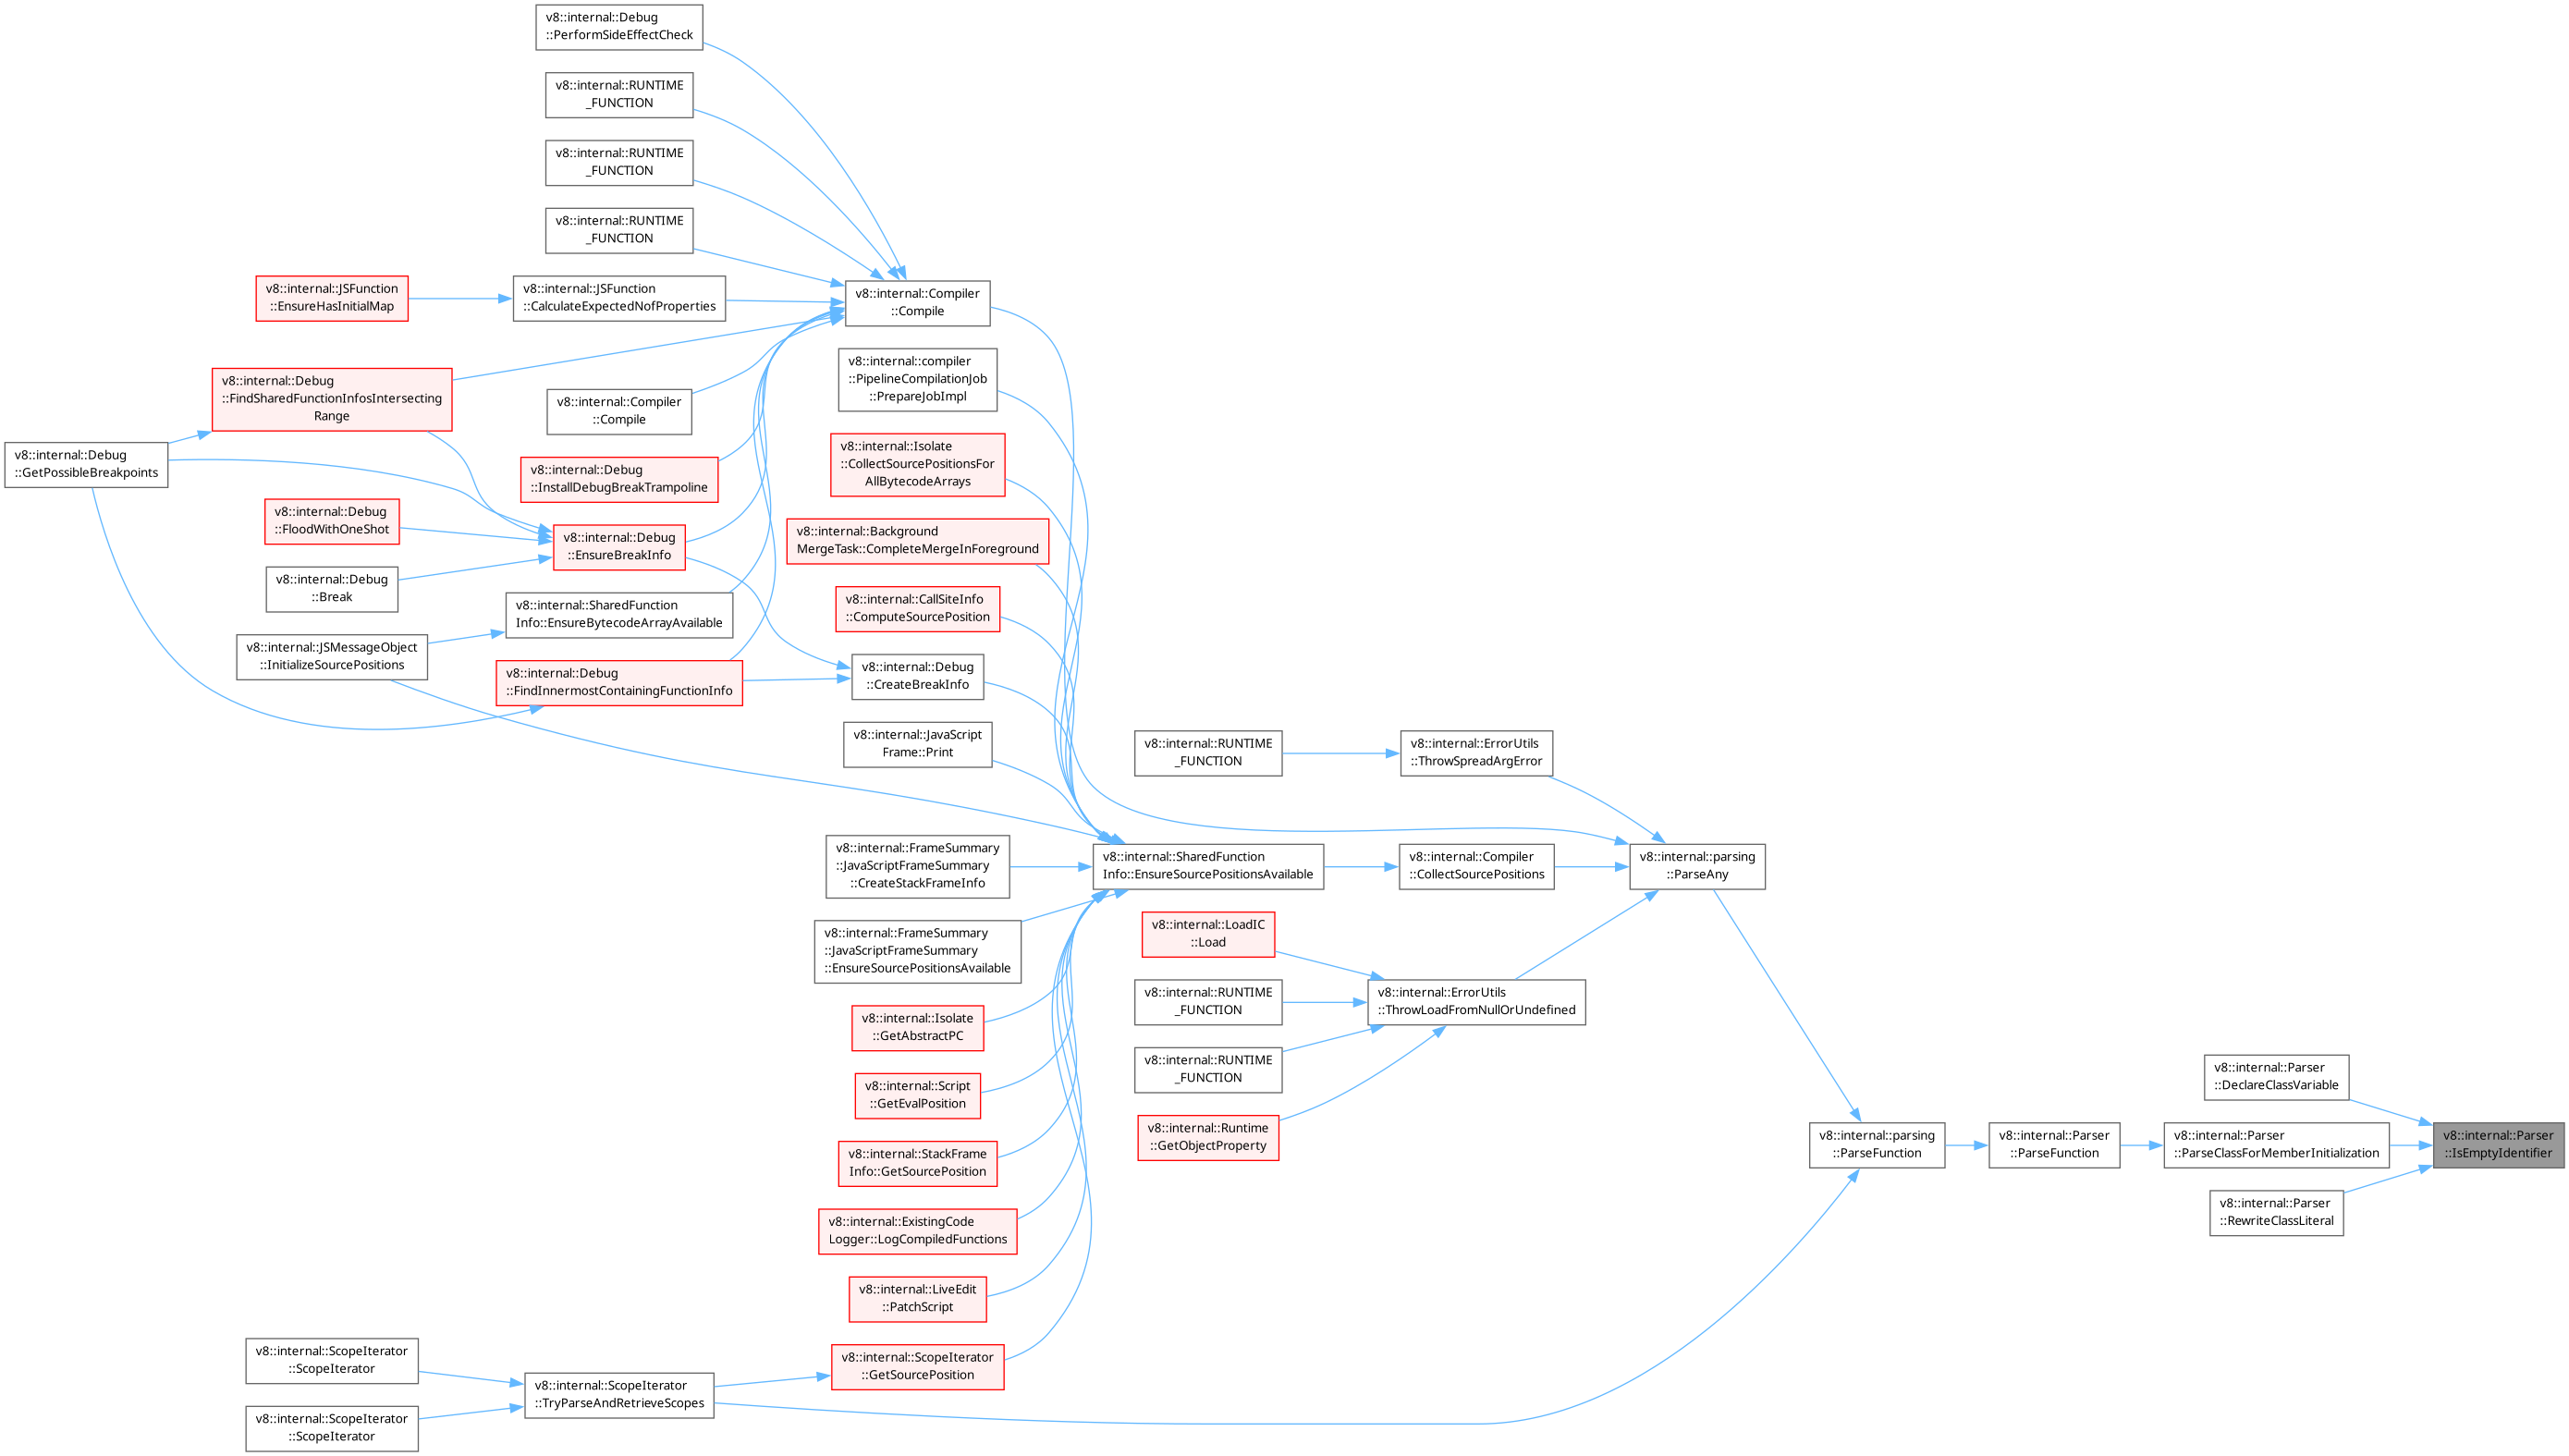 v8::internal::Debug
::PerformSideEffectCheck
v8::internal::RUNTIME
_FUNCTION
v8::internal::RUNTIME
_FUNCTION
v8::internal::RUNTIME
_FUNCTION
v8::internal::JSFunction
::EnsureHasInitialMap
v8::internal::JSFunction
::CalculateExpectedNofProperties
v8::internal::Compiler
::Compile
v8::internal::Debug
::FindSharedFunctionInfosIntersecting
Range
v8::internal::Compiler
::Compile
v8::internal::compiler
::PipelineCompilationJob
::PrepareJobImpl
v8::internal::Debug
::GetPossibleBreakpoints
v8::internal::Debug
::InstallDebugBreakTrampoline
v8::internal::Isolate
::CollectSourcePositionsFor
AllBytecodeArrays
v8::internal::Debug
::FloodWithOneShot
v8::internal::Debug
::EnsureBreakInfo
v8::internal::Background
MergeTask::CompleteMergeInForeground
v8::internal::Debug
::Break
v8::internal::SharedFunction
Info::EnsureBytecodeArrayAvailable
v8::internal::CallSiteInfo
::ComputeSourcePosition
v8::internal::JSMessageObject
::InitializeSourcePositions
v8::internal::Debug
::FindInnermostContainingFunctionInfo
v8::internal::Debug
::CreateBreakInfo
v8::internal::JavaScript
Frame::Print
v8::internal::RUNTIME
_FUNCTION
v8::internal::ErrorUtils
::ThrowSpreadArgError
v8::internal::FrameSummary
::JavaScriptFrameSummary
::CreateStackFrameInfo
v8::internal::SharedFunction
Info::EnsureSourcePositionsAvailable
v8::internal::Compiler
::CollectSourcePositions
v8::internal::parsing
::ParseAny
v8::internal::FrameSummary
::JavaScriptFrameSummary
::EnsureSourcePositionsAvailable
v8::internal::LoadIC
::Load
v8::internal::Isolate
::GetAbstractPC
v8::internal::RUNTIME
_FUNCTION
v8::internal::ErrorUtils
::ThrowLoadFromNullOrUndefined
v8::internal::Script
::GetEvalPosition
v8::internal::RUNTIME
_FUNCTION
v8::internal::Parser
::DeclareClassVariable
v8::internal::StackFrame
Info::GetSourcePosition
v8::internal::Runtime
::GetObjectProperty
v8::internal::parsing
::ParseFunction
v8::internal::Parser
::ParseFunction
v8::internal::Parser
::ParseClassForMemberInitialization
v8::internal::Parser
::IsEmptyIdentifier
v8::internal::ExistingCode
Logger::LogCompiledFunctions
v8::internal::Parser
::RewriteClassLiteral
v8::internal::LiveEdit
::PatchScript
v8::internal::ScopeIterator
::ScopeIterator
v8::internal::ScopeIterator
::TryParseAndRetrieveScopes
v8::internal::ScopeIterator
::GetSourcePosition
v8::internal::ScopeIterator
::ScopeIterator